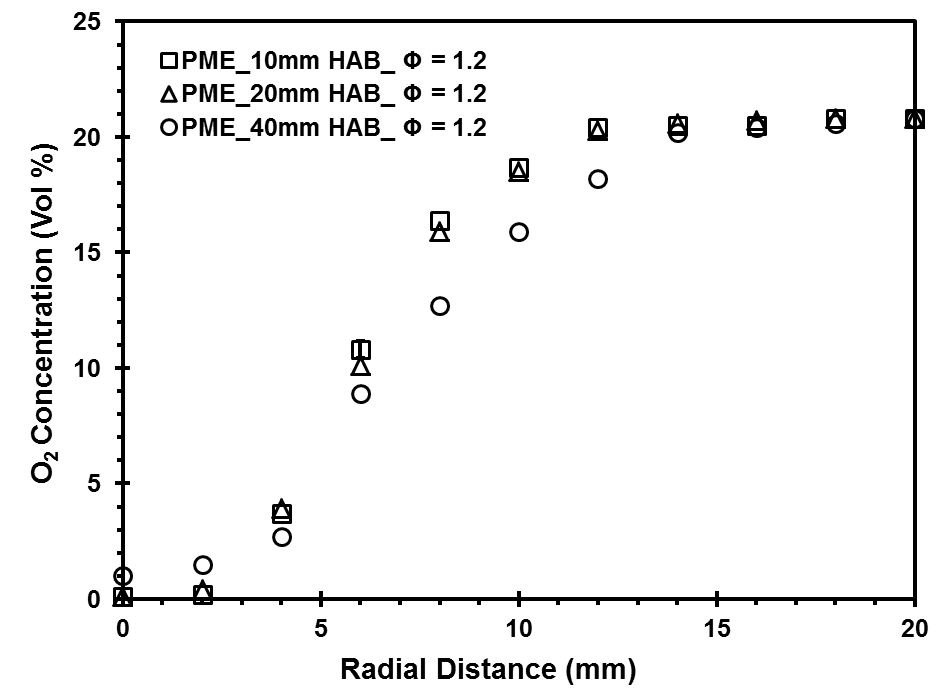 25
20
15
10
5
0
O₂ Concentration (Vol %)
PME_10mm HAB_ Φ = 1.2
PME_20mm HAB_ Φ = 1.2
PME_40mm HAB_ Φ = 1.2
0 5 10 15 20
Radial Distance (mm)